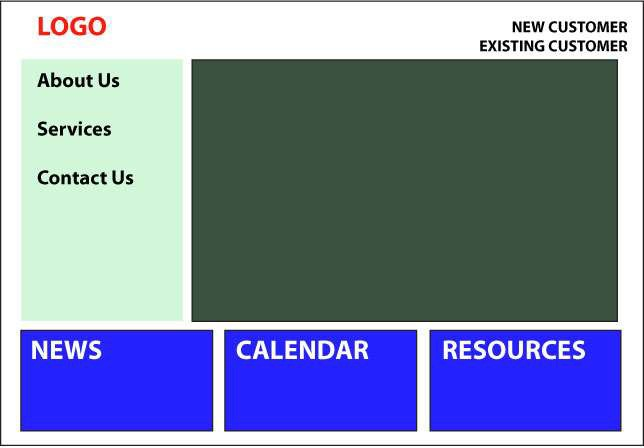 LOGO
NEW CUSTOMER
EXISTING CUSTOMER
About Us
Services
Contact Us
NEWS
CALENDAR
RESOURCES